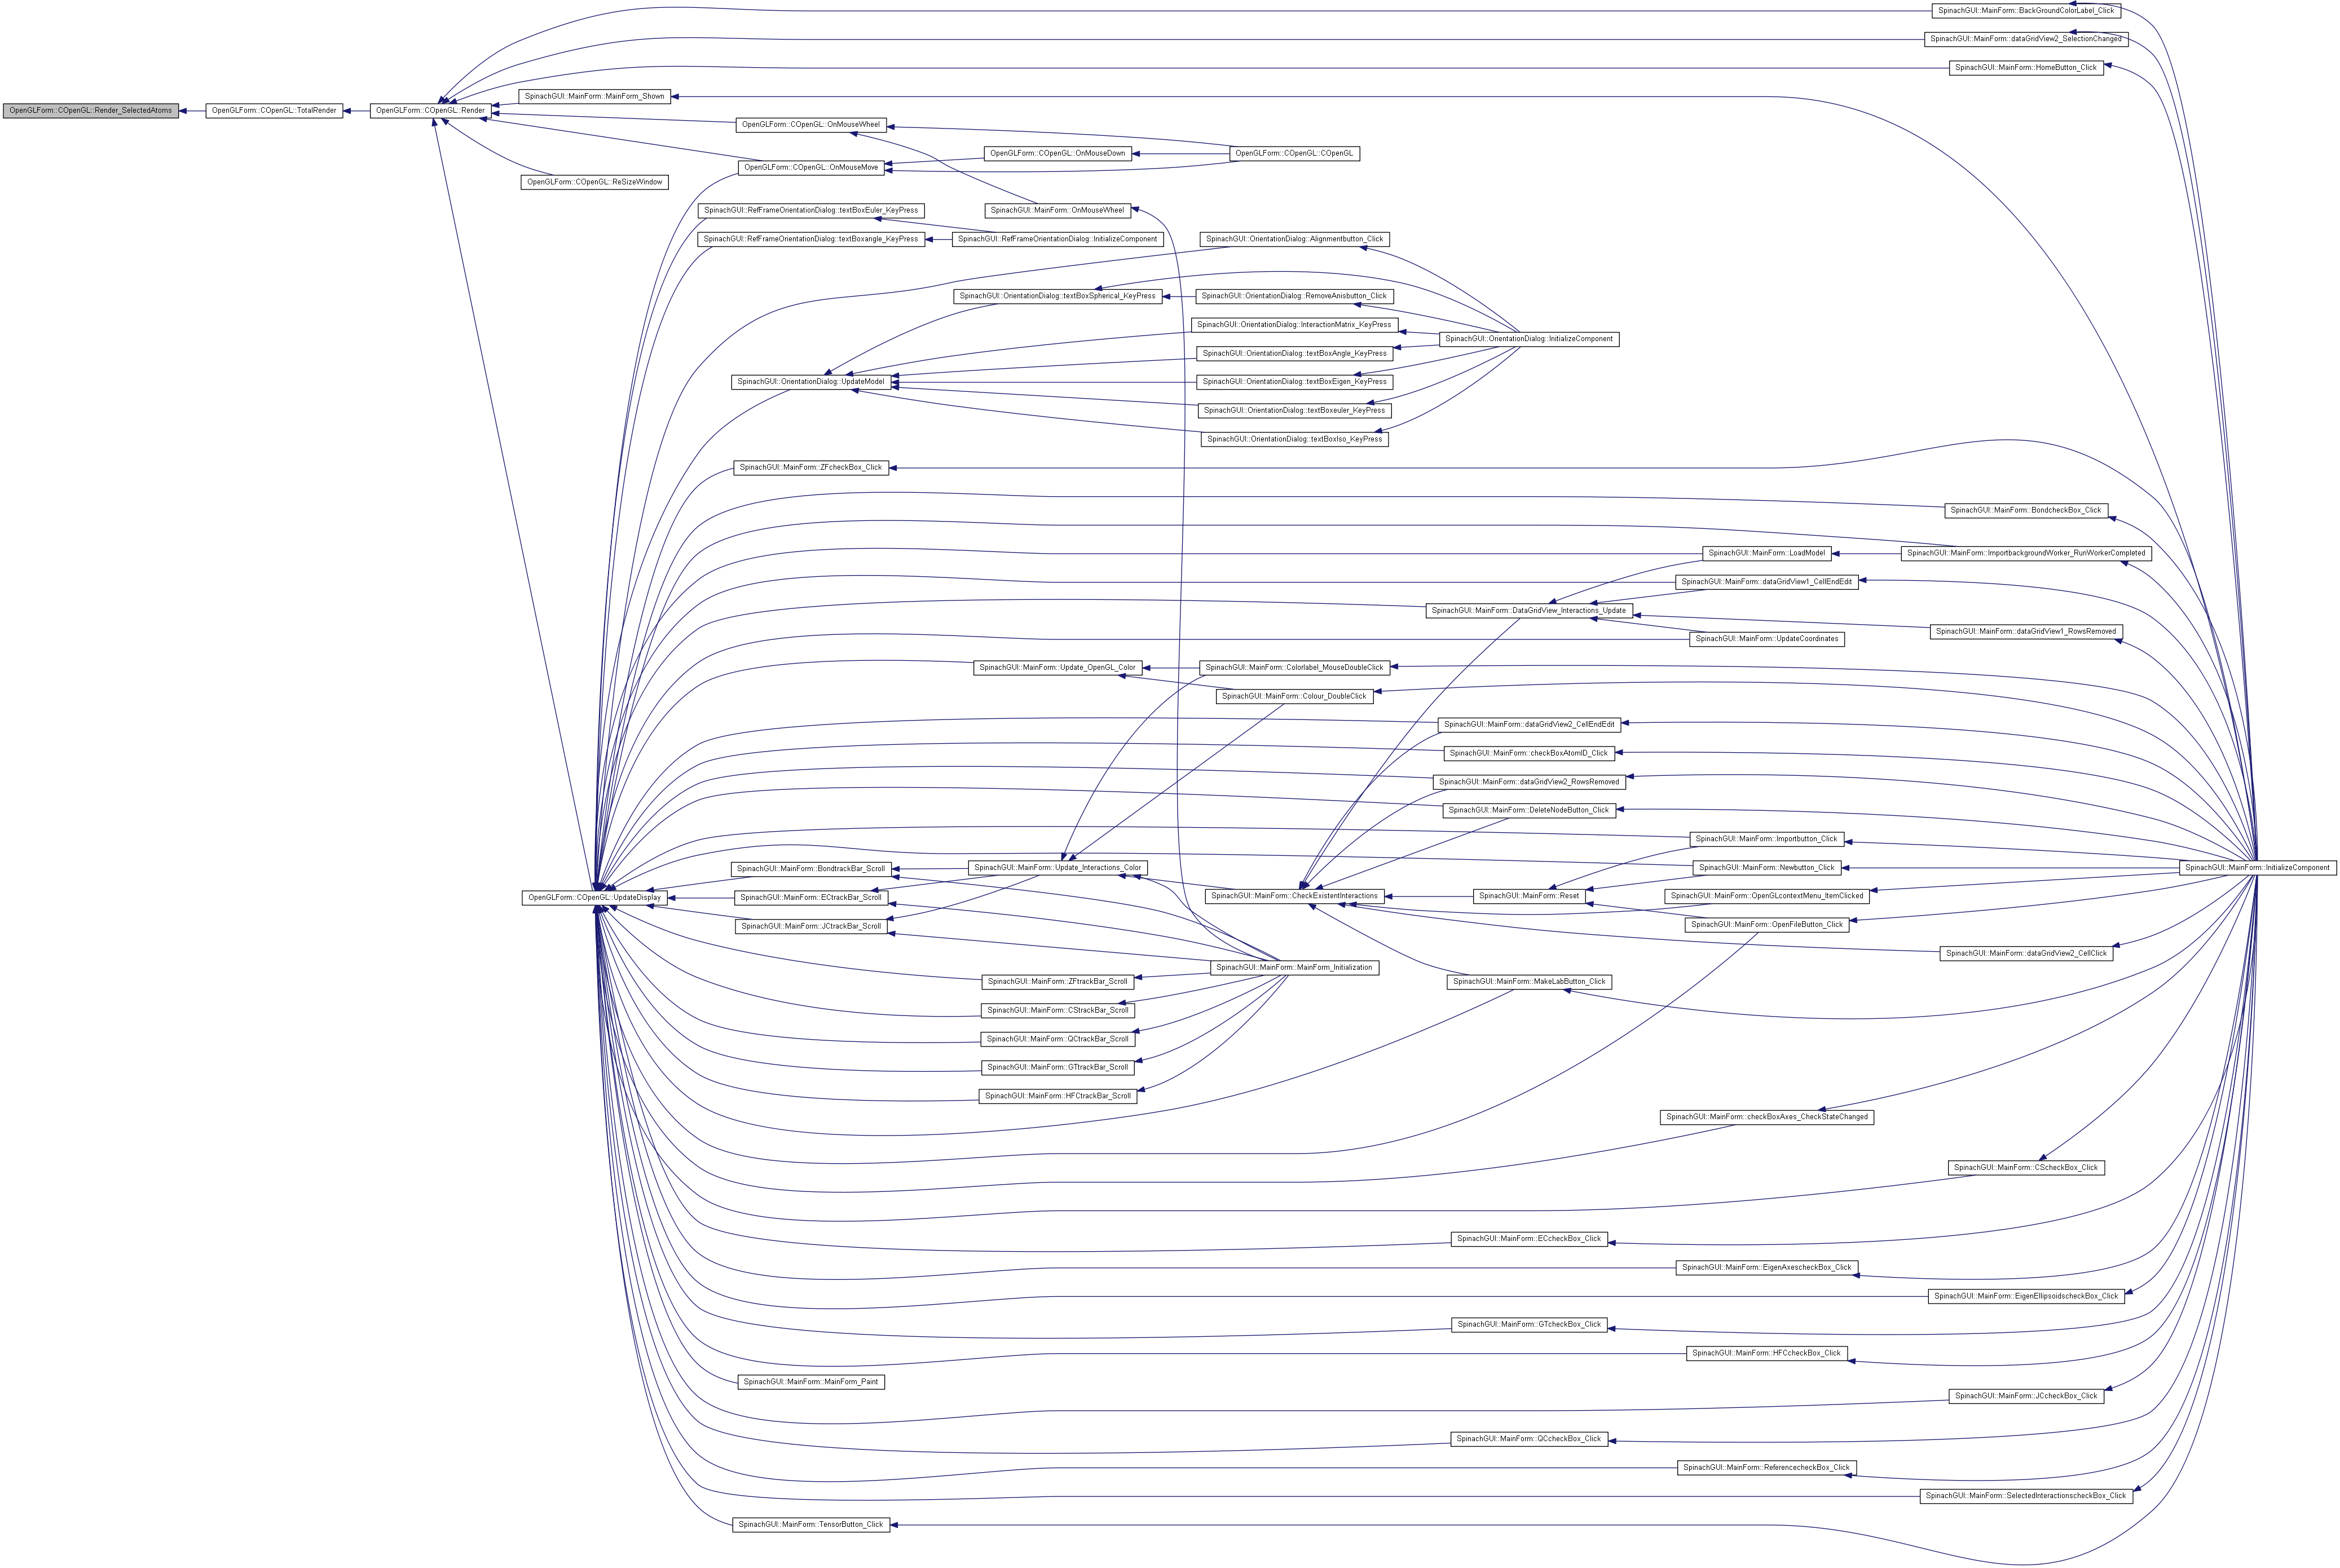 SpinachGUI::MainForm::BackGroundColorLabel_Click
SpinachGUI::MainForm::dataGridView2_SelectionChanged
SpinachGUI::MainForm::HomeButton_Click
SpinachGUI::MainForm::MainForm_Shown
OpenGLForm::COpenGL::Render_SelectedAtoms
OpenGLForm::COpenGL::TotalRender
OpenGLForm::COpenGL::Render
OpenGLForm::COpenGL::OnMouseWheel
OpenGLForm::COpenGL::OnMouseDown
OpenGLForm::COpenGL::COpenGL
OpenGLForm::COpenGL::OnMouseMove
OpenGLForm::COpenGL::ReSizeWindow
SpinachGUI::RefFrameOrientationDialog::textBoxEuler_KeyPress
SpinachGUI::MainForm::OnMouseWheel
SpinachGUI::RefFrameOrientationDialog::textBoxangle_KeyPress
SpinachGUI::RefFrameOrientationDialog::InitializeComponent
SpinachGUI::OrientationDialog::Alignmentbutton_Click
SpinachGUI::OrientationDialog::textBoxSpherical_KeyPress
SpinachGUI::OrientationDialog::RemoveAnisbutton_Click
SpinachGUI::OrientationDialog::InteractionMatrix_KeyPress
SpinachGUI::OrientationDialog::InitializeComponent
SpinachGUI::OrientationDialog::textBoxAngle_KeyPress
SpinachGUI::OrientationDialog::UpdateModel
SpinachGUI::OrientationDialog::textBoxEigen_KeyPress
SpinachGUI::OrientationDialog::textBoxeuler_KeyPress
SpinachGUI::OrientationDialog::textBoxIso_KeyPress
SpinachGUI::MainForm::ZFcheckBox_Click
SpinachGUI::MainForm::BondcheckBox_Click
SpinachGUI::MainForm::LoadModel
SpinachGUI::MainForm::ImportbackgroundWorker_RunWorkerCompleted
SpinachGUI::MainForm::dataGridView1_CellEndEdit
SpinachGUI::MainForm::DataGridView_Interactions_Update
SpinachGUI::MainForm::dataGridView1_RowsRemoved
SpinachGUI::MainForm::UpdateCoordinates
SpinachGUI::MainForm::Update_OpenGL_Color
SpinachGUI::MainForm::Colorlabel_MouseDoubleClick
SpinachGUI::MainForm::Colour_DoubleClick
SpinachGUI::MainForm::dataGridView2_CellEndEdit
SpinachGUI::MainForm::checkBoxAtomID_Click
SpinachGUI::MainForm::dataGridView2_RowsRemoved
SpinachGUI::MainForm::DeleteNodeButton_Click
SpinachGUI::MainForm::Importbutton_Click
SpinachGUI::MainForm::BondtrackBar_Scroll
SpinachGUI::MainForm::Update_Interactions_Color
SpinachGUI::MainForm::Newbutton_Click
SpinachGUI::MainForm::InitializeComponent
OpenGLForm::COpenGL::UpdateDisplay
SpinachGUI::MainForm::ECtrackBar_Scroll
SpinachGUI::MainForm::CheckExistentInteractions
SpinachGUI::MainForm::Reset
SpinachGUI::MainForm::OpenGLcontextMenu_ItemClicked
SpinachGUI::MainForm::JCtrackBar_Scroll
SpinachGUI::MainForm::OpenFileButton_Click
SpinachGUI::MainForm::dataGridView2_CellClick
SpinachGUI::MainForm::MainForm_Initialization
SpinachGUI::MainForm::ZFtrackBar_Scroll
SpinachGUI::MainForm::MakeLabButton_Click
SpinachGUI::MainForm::CStrackBar_Scroll
SpinachGUI::MainForm::QCtrackBar_Scroll
SpinachGUI::MainForm::GTtrackBar_Scroll
SpinachGUI::MainForm::HFCtrackBar_Scroll
SpinachGUI::MainForm::checkBoxAxes_CheckStateChanged
SpinachGUI::MainForm::CScheckBox_Click
SpinachGUI::MainForm::ECcheckBox_Click
SpinachGUI::MainForm::EigenAxescheckBox_Click
SpinachGUI::MainForm::EigenEllipsoidscheckBox_Click
SpinachGUI::MainForm::GTcheckBox_Click
SpinachGUI::MainForm::HFCcheckBox_Click
SpinachGUI::MainForm::MainForm_Paint
SpinachGUI::MainForm::JCcheckBox_Click
SpinachGUI::MainForm::QCcheckBox_Click
SpinachGUI::MainForm::ReferencecheckBox_Click
SpinachGUI::MainForm::SelectedInteractionscheckBox_Click
SpinachGUI::MainForm::TensorButton_Click